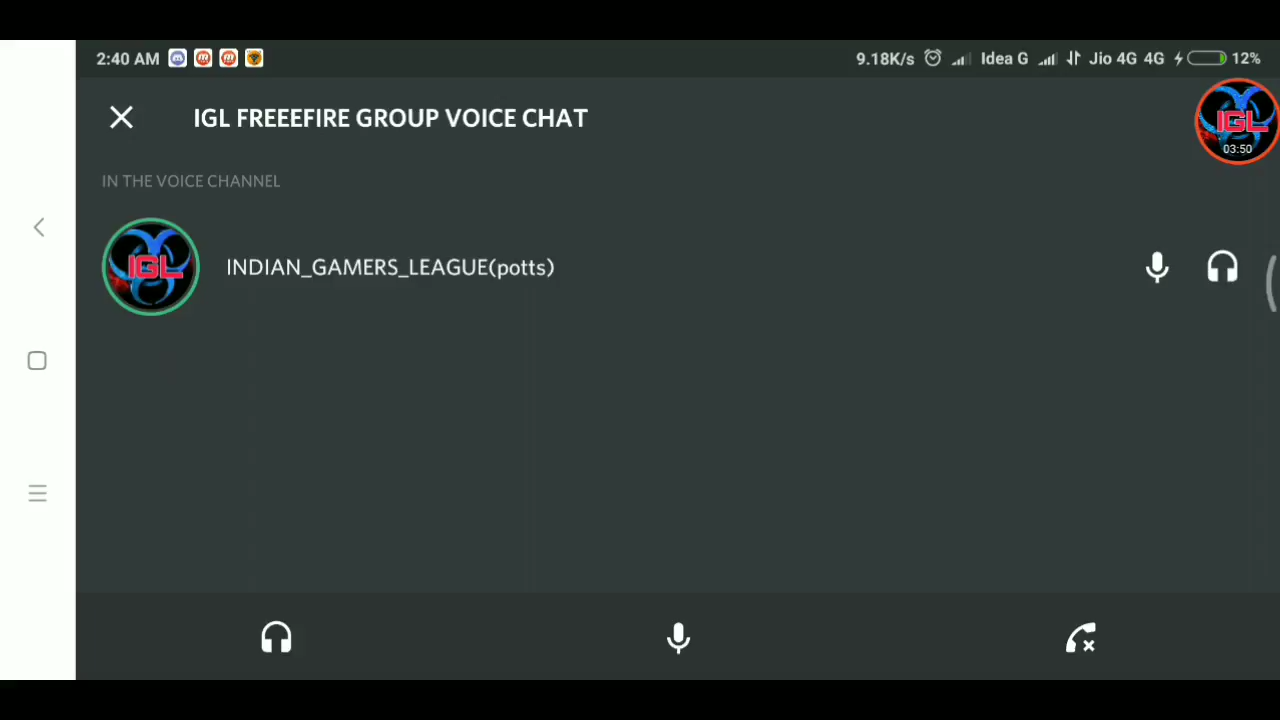 2:40 AM 9.18K/s Idea G Jio 4G 4G 12%
IGL FREEEFIRE GROUP VOICE CHAT
IGL
03:50
IN THE VOICE CHANNEL
IGL
INDIAN_GAMERS_LEAGUE(potts)